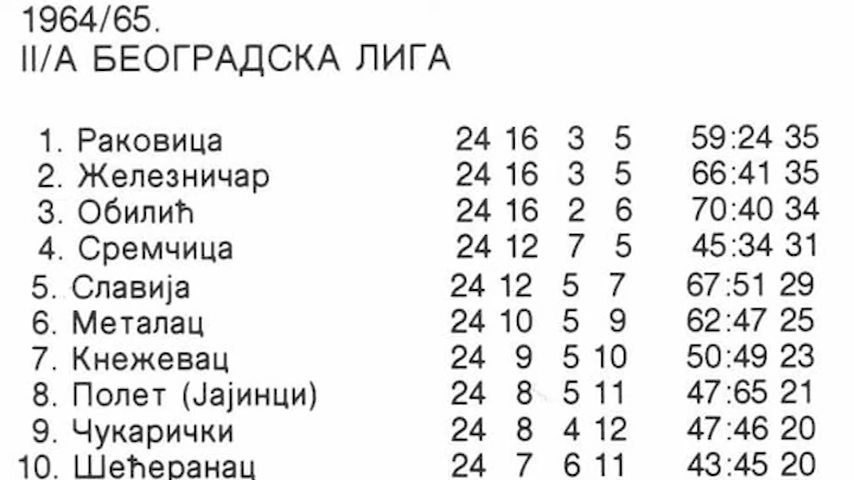 1964/65.
II/А БЕОГРАДСКА ЛИГА
1. Раковица 24 16 3 5 59:24 35
2. Железничар 24 16 3 5 66:41 35
3. Обилић 24 16 2 6 70:40 34
4. Сремчица 24 12 7 5 45:34 31
5. Славија 24 12 5 7 67:51 29
6. Металац 24 10 5 9 62:47 25
7. Кнежевац 24 9 5 10 50:49 23
8. Полет (Јајинци) 24 8 5 11 47:65 21
9. Чукарички 24 8 4 12 47:46 20
10. Шећеранац 24 7 6 11 43:45 20